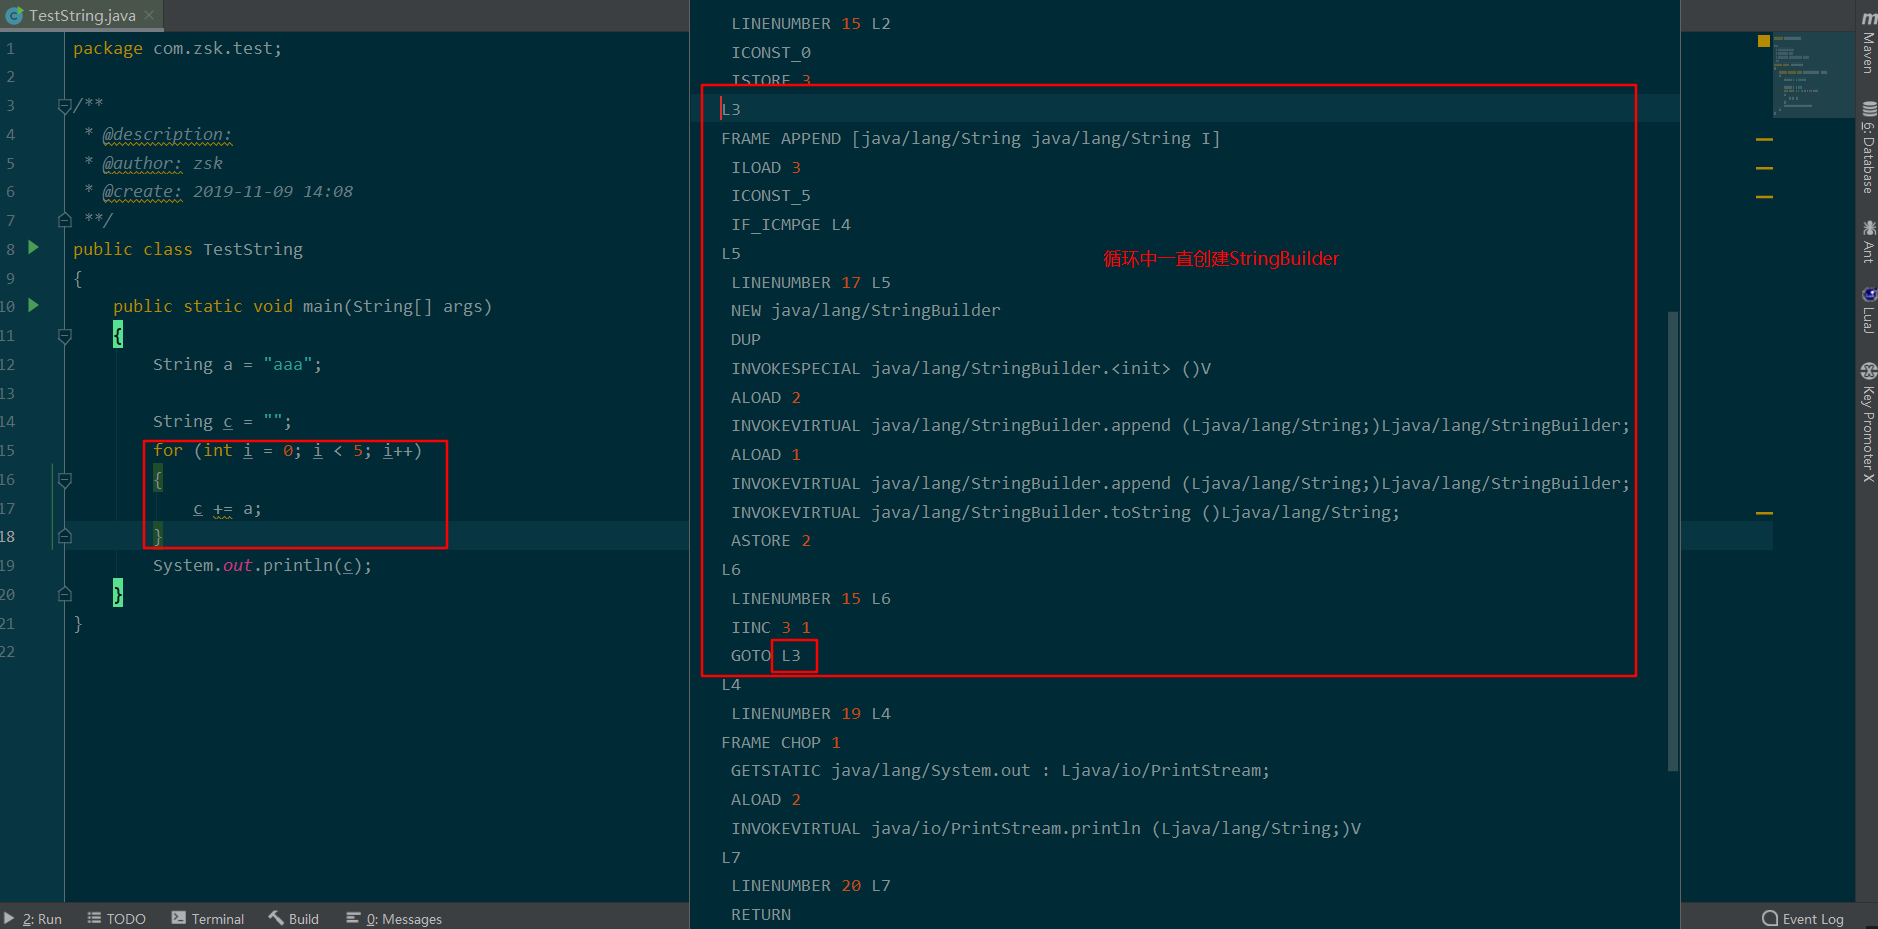 TestString.java
1 package com.zsk.test;
2
3 /**
4 * @description:
5 * @author: zsk
6 * @create: 2019-11-09 14:08
7 **/
8 public class TestString
9 {
10 public static void main(String[] args)
11 {
12 String a = "aaa";
13
14 String c = "";
15 for (int i = 0; i < 5; i++)
16 {
17 c += a;
18 }
19 System.out.println(c);
20 }
21 }
22
LINENUMBER 15 L2
ICONST_0
ISTORE 3
L3
FRAME APPEND [java/lang/String java/lang/String I]
ILOAD 3
ICONST_5
IF_ICMPGE L4
L5
循环中一直创建StringBuilder
LINENUMBER 17 L5
NEW java/lang/StringBuilder
DUP
INVOKESPECIAL java/lang/StringBuilder.<init> ()V
ALOAD 2
INVOKEVIRTUAL java/lang/StringBuilder.append (Ljava/lang/String;)Ljava/lang/StringBuilder;
ALOAD 1
INVOKEVIRTUAL java/lang/StringBuilder.append (Ljava/lang/String;)Ljava/lang/StringBuilder;
INVOKEVIRTUAL java/lang/StringBuilder.toString ()Ljava/lang/String;
ASTORE 2
L6
LINENUMBER 15 L6
IINC 3 1
GOTO L3
L4
LINENUMBER 19 L4
FRAME CHOP 1
GETSTATIC java/lang/System.out : Ljava/io/PrintStream;
ALOAD 2
INVOKEVIRTUAL java/io/PrintStream.println (Ljava/lang/String;)V
L7
LINENUMBER 20 L7
RETURN
Maven
6: Database
Ant
LuaJ
Key Promoter X
2: Run
TODO
Terminal
Build
0: Messages
Event Log